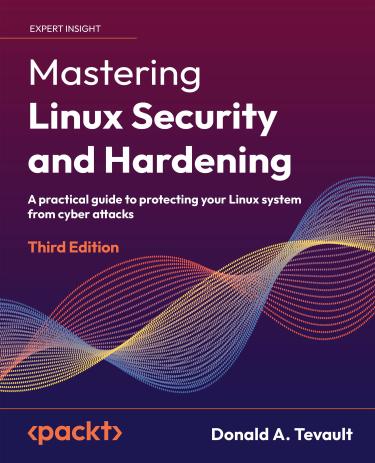 EXPERT INSIGHT
Mastering
Linux Security
and Hardening
A practical guide to protecting your Linux system
from cyber attacks
Third Edition
<packt>
Donald A. Tevault